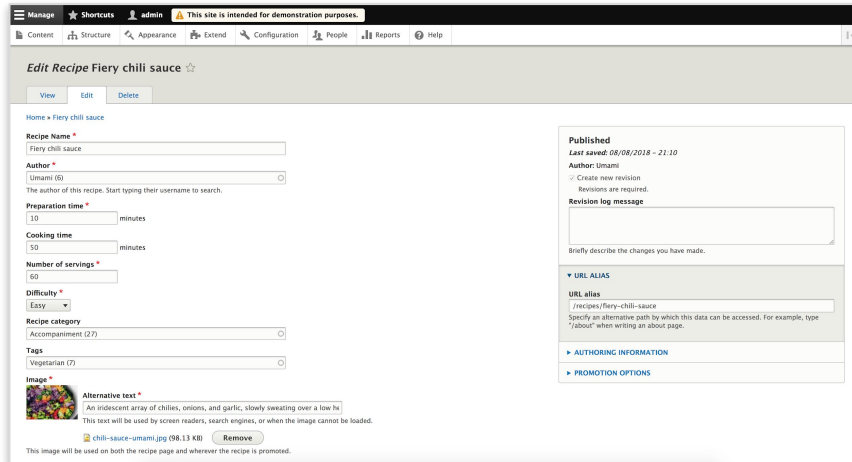 Manage Shortcuts admin This site is intended for demonstration purposes.
Content Structure Appearance Extend Configuration People Reports Help
Edit Recipe Fiery chili sauce
View Edit Delete
Home » Fiery chili sauce
Recipe Name *
Fiery chili sauce
Author *
Umami (6)
The author of this recipe. Start typing their username to search.
Preparation time *
10 minutes
Cooking time
50 minutes
Number of servings *
60
Difficulty *
Easy
Recipe category
Accompaniment (27)
Tags
Vegetarian (7)
Image *
Alternative text *
An iridescent array of chilies, onions, and garlic, slowly sweating over a low he
This text will be used by screen readers, search engines, or when the image cannot be loaded.
chili-sauce-umami.jpg (98.13 KB) Remove
This image will be used on both the recipe page and wherever the recipe is promoted.
Published
Last saved: 08/08/2018 - 21:10
Author: Umami
Create new revision
Revisions are required.
Revision log message
Briefly describe the changes you have made.
URL ALIAS
URL alias
/recipes/fiery-chili-sauce
Specify an alternative path by which this data can be accessed. For example, type
"/about" when writing an about page.
AUTHORING INFORMATION
PROMOTION OPTIONS